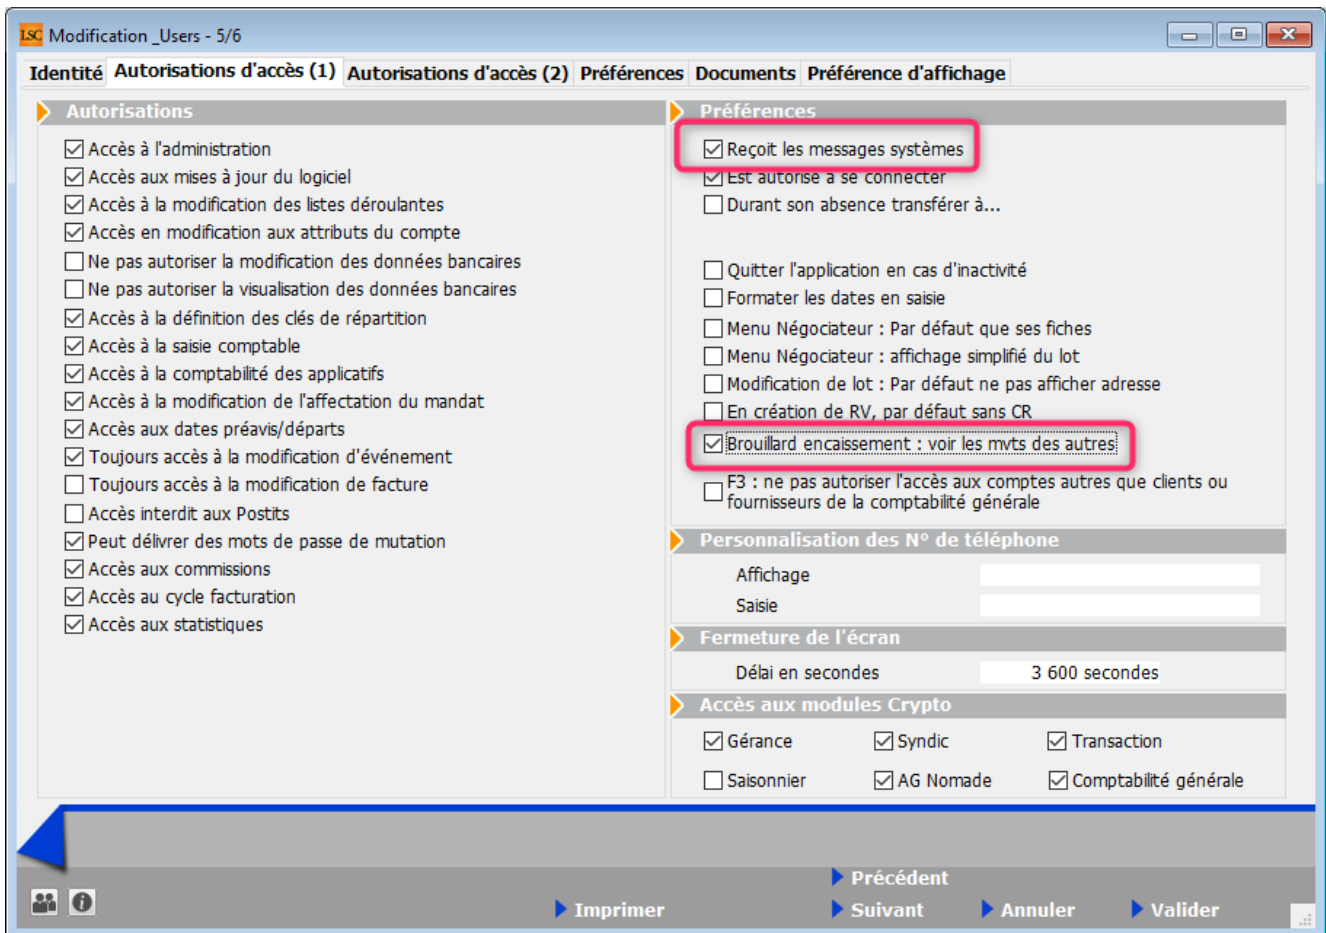 LSC Modification _Users - 5/6
Identité Autorisations d'accès (1) Autorisations d'accès (2) Préférences Documents Préférence d'affichage
Autorisations
Accès à l'administration
Accès aux mises à jour du logiciel
Accès à la modification des listes déroulantes
Accès en modification aux attributs du compte
Ne pas autoriser la modification des données bancaires
Ne pas autoriser la visualisation des données bancaires
Accès à la définition des clés de répartition
Accès à la saisie comptable
Accès à la comptabilité des applicatifs
Accès à la modification de l'affectation du mandat
Accès aux dates préavis/départs
Toujours accès à la modification d'événement
Toujours accès à la modification de facture
Accès interdit aux Postits
Peut délivrer des mots de passe de mutation
Accès aux commissions
Accès au cycle facturation
Accès aux statistiques
Préférences
Reçoit les messages systèmes
Est autorisé à se connecter
Durant son absence transférer à...
Quitter l'application en cas d'inactivité
Formater les dates en saisie
Menu Négociateur : Par défaut que ses fiches
Menu Négociateur : affichage simplifié du lot
Modification de lot : Par défaut ne pas afficher adresse
En création de RV, par défaut sans CR
Brouillard encaissement : voir les mvts des autres
F3 : ne pas autoriser l'accès aux comptes autres que clients ou
fournisseurs de la comptabilité générale
Personnalisation des N° de téléphone
Affichage
Saisie
Fermeture de l'écran
Délai en secondes 3 600 secondes
Accès aux modules Crypto
Gérance Syndic Transaction
Saisonnier AG Nomade Comptabilité générale
Précédent
Imprimer Suivant Annuler Valider